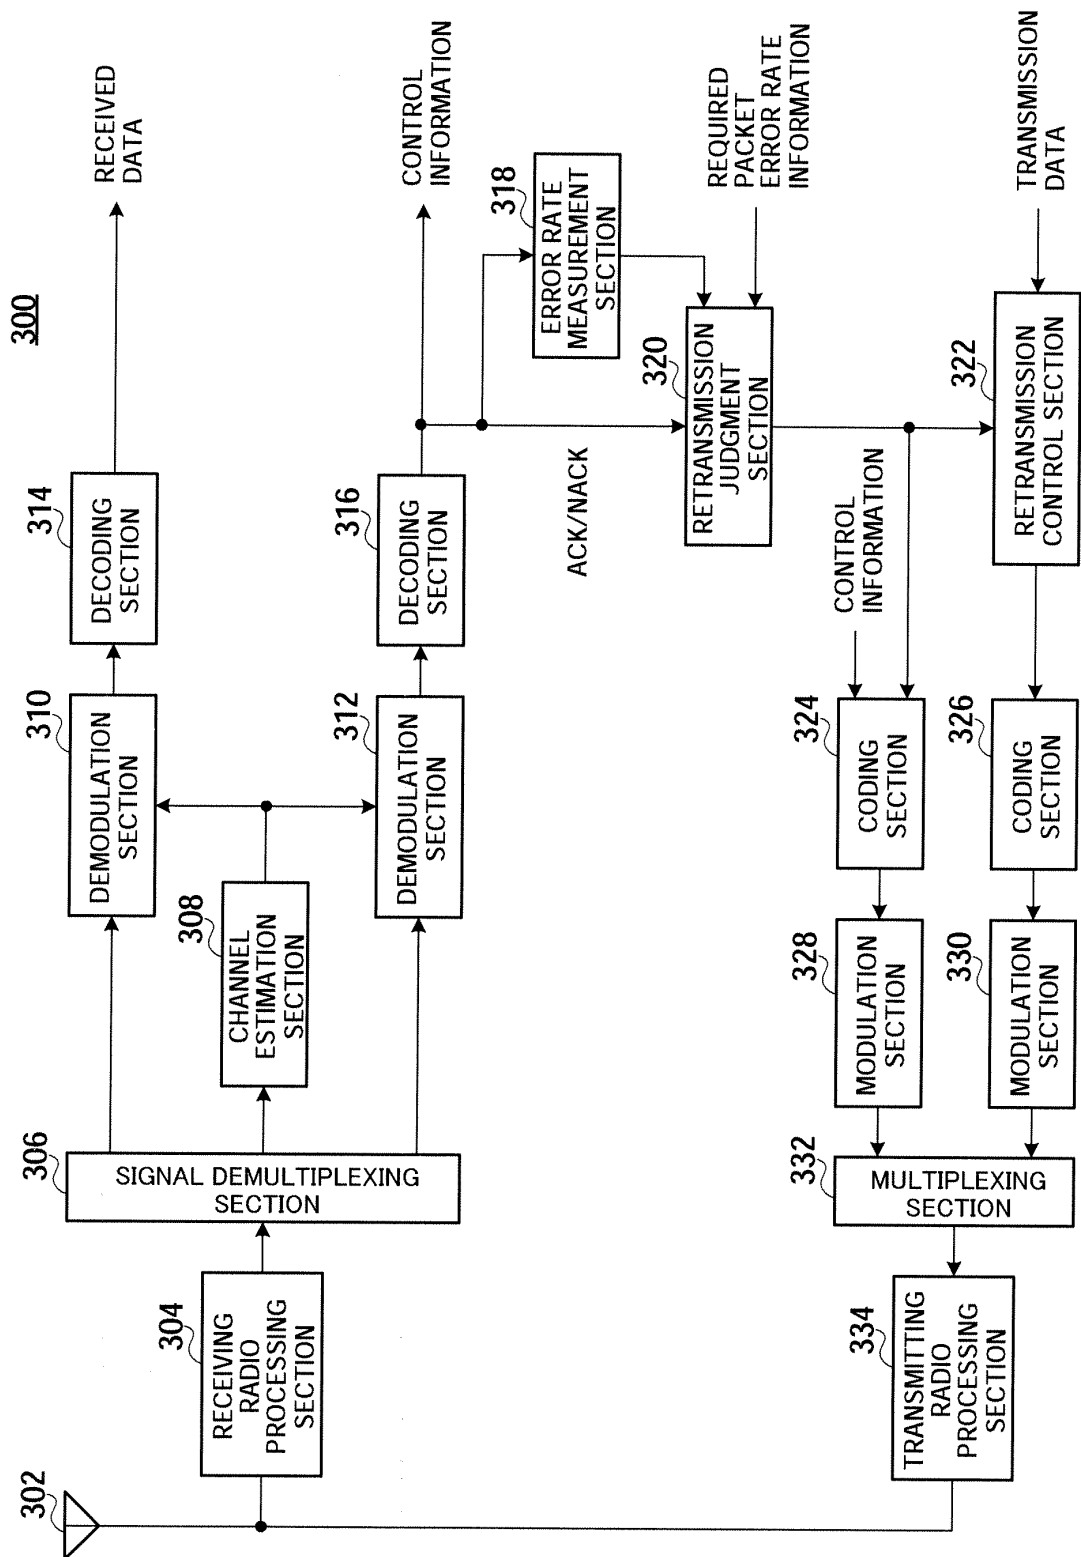 300
302
304
RECEIVING
RADIO
PROCESSING
SECTION
306
SIGNAL DEMULTIPLEXING
SECTION
308
CHANNEL
ESTIMATION
SECTION
310
DEMODULATION
SECTION
312
DEMODULATION
SECTION
314
DECODING
SECTION
RECEIVED
DATA
316
DECODING
SECTION
CONTROL
INFORMATION
318
ERROR RATE
MEASUREMENT
SECTION
ACK/NACK
320
RETRANSMISSION
JUDGMENT
SECTION
REQUIRED
PACKET
ERROR RATE
INFORMATION
TRANSMISSION
DATA
322
RETRANSMISSION
CONTROL SECTION
CONTROL
INFORMATION
324
CODING
SECTION
326
CODING
SECTION
328
MODULATION
SECTION
330
MODULATION
SECTION
332
MULTIPLEXING
SECTION
334
TRANSMITTING
RADIO
PROCESSING
SECTION